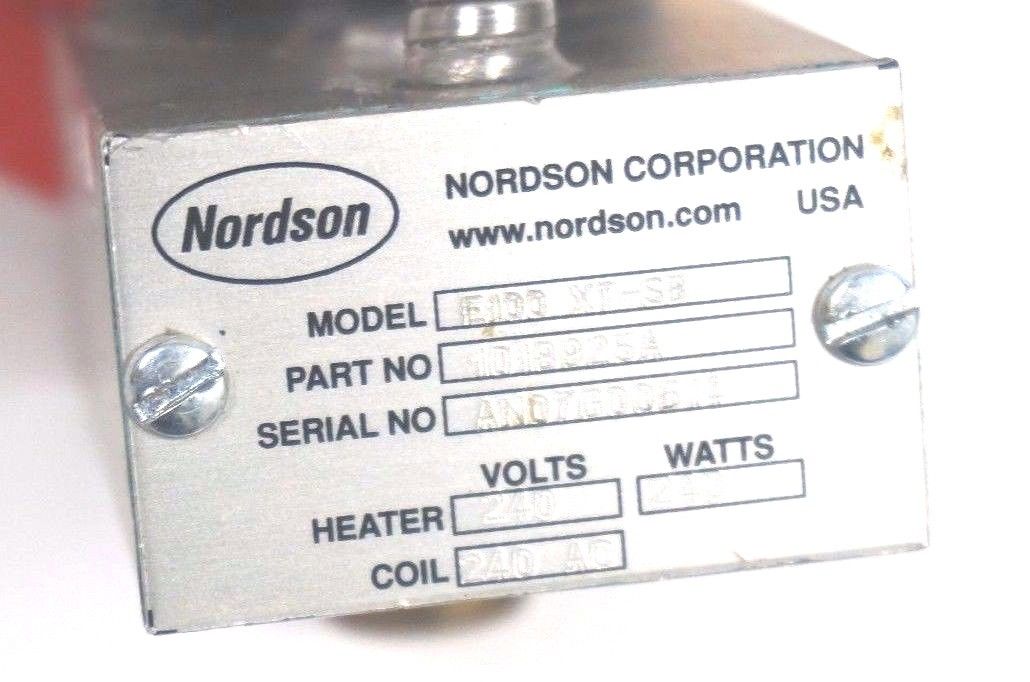 Nordson
NORDSON CORPORATION
www.nordson.com USA
MODEL
PART NO
SERIAL NO
VOLTS WATTS
HEATER 240
COIL 240 AC